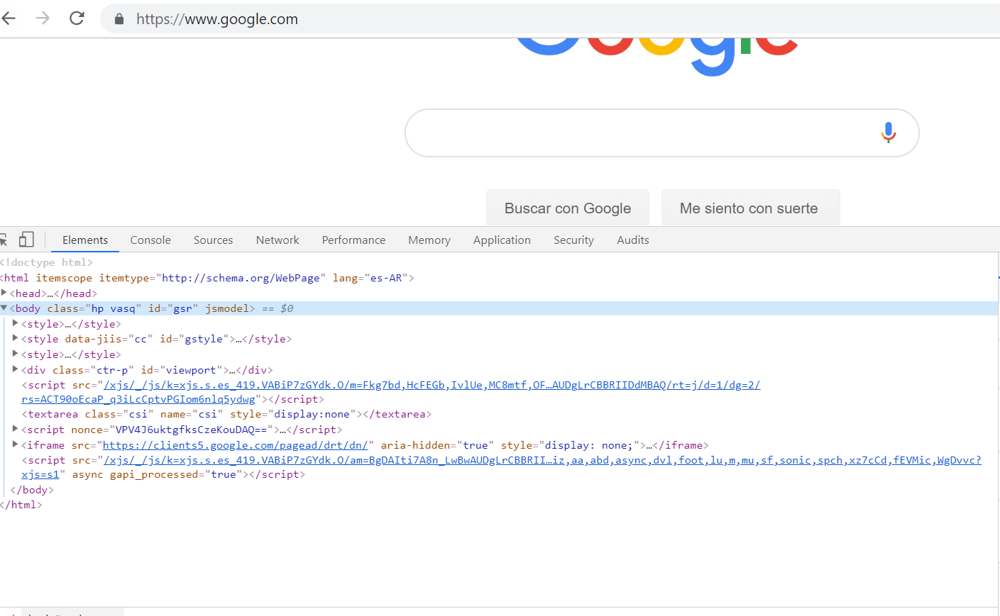 https://www.google.com
Google
Buscar con Google
Me siento con suerte
Elements Console Sources Network Performance Memory Application Security Audits
<!doctype html>
<html itemscope itemtype="http://schema.org/WebPage" lang="es-AR">
<head>…</head>
<body class="hp vasq" id="gsr" jsmodel> == $0
<style>…</style>
<style data-jiis="cc" id="gstyle">…</style>
<style>…</style>
<div class="ctr-p" id="viewport">…</div>
<script src="/xjs/_/js/k=xjs.s.es_419.VABiP7zGYdk.O/m=Fkg7bd,HcFEGb,IvlUe,MC8mtf,OF…AUDgLrCBBRIIDdMBAQ/rt=j/d=1/dg=2/
rs=ACT90oEcaP_q3iLcCptvPGIom6nlq5ydwg"></script>
<textarea class="csi" name="csi" style="display:none"></textarea>
<script nonce="VPV4J6uktgfksCzeKouDAQ==">…</script>
<iframe src="https://clients5.google.com/pagead/drt/dn/" aria-hidden="true" style="display: none;">…</iframe>
<script src="/xjs/_/js/k=xjs.s.es_419.VABiP7zGYdk.O/am=BgDAIti7A8n_LwBwAUDgLrCBBRII…iz,aa,abd,async,dvl,foot,lu,m,mu,sf,sonic,spch,xz7cCd,fEVMic,WgDvvc?
xjs=s1" async gapi_processed="true"></script>
</body>
</html>